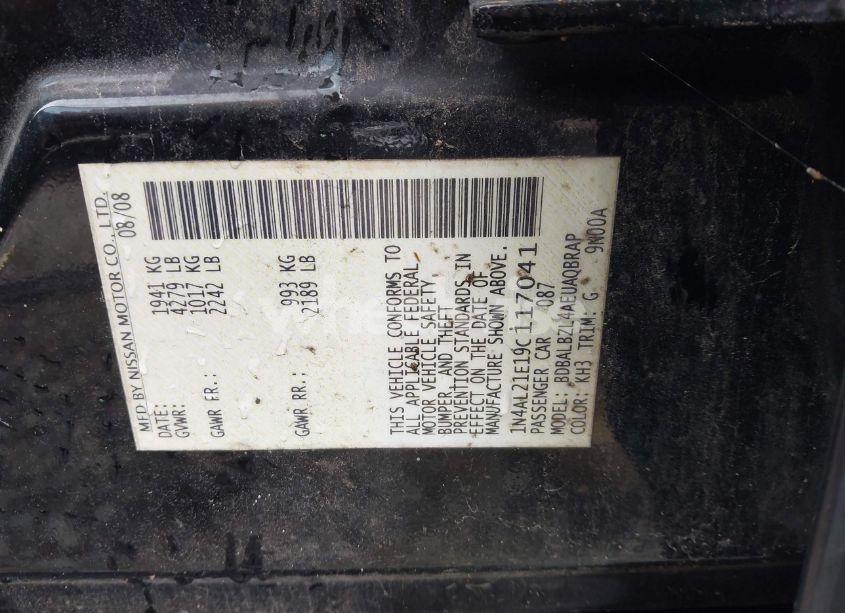 MFD BY NISSAN MOTOR CO., LTD.
DATE: 08/08
GVWR: 1941 KG
4279 LB
GAWR FR.: 1017 KG
2242 LB
GAWR RR.: 993 KG
2189 LB
THIS VEHICLE CONFORMS TO
ALL APPLICABLE FEDERAL
MOTOR VEHICLE SAFETY
BUMPER, AND THEFT
PREVENTION STANDARDS IN
EFFECT ON THE DATE OF
MANUFACTURE SHOWN ABOVE.
1N4AL21E19C117041
PASSENGER CAR 087
MODEL: BDBALBZL4AEUAQBRAP
COLOR: KH3 TRIM: G 9N00A